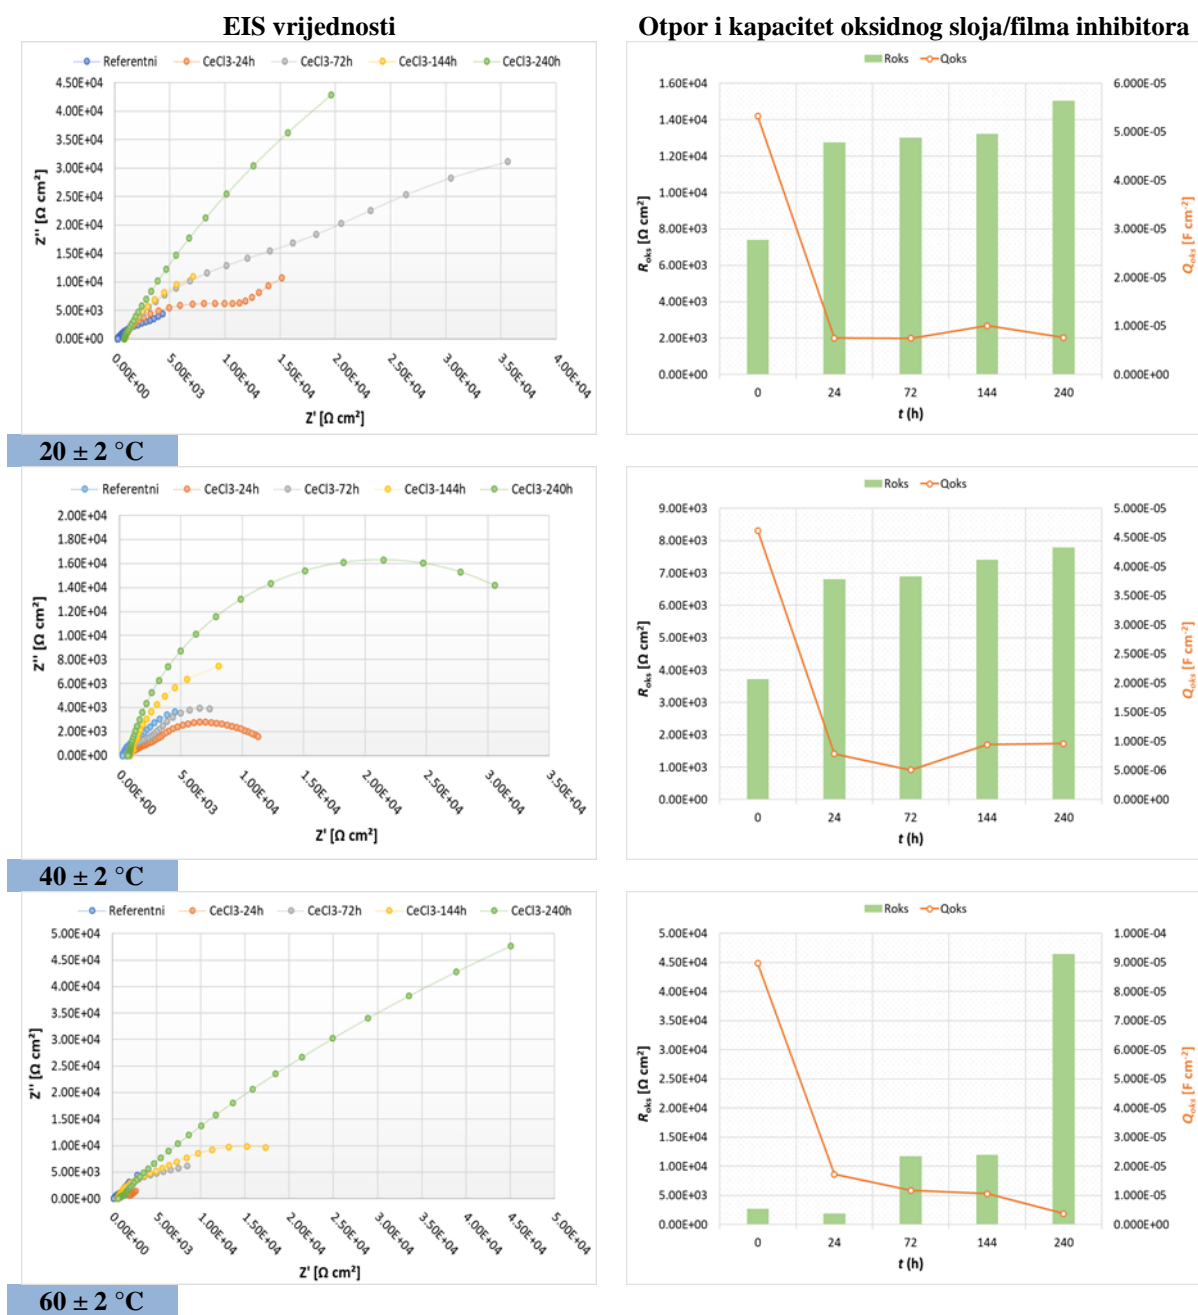 EIS vrijednosti
Otpor i kapacitet oksidnog sloja/filma inhibitora
Referentni CeCl3-24h CeCl3-72h CeCl3-144h CeCl3-240h
Z'' [Ω cm²]
4.50E+04
4.00E+04
3.50E+04
3.00E+04
2.50E+04
2.00E+04
1.50E+04
1.00E+04
5.00E+03
0.00E+00
0.00E+00 5.00E+03 1.00E+04 1.50E+04 2.00E+04 2.50E+04 3.00E+04 3.50E+04 4.00E+04
Z' [Ω cm²]
Roks Qoks
Roks [Ω cm²]
1.60E+04
1.40E+04
1.20E+04
1.00E+04
8.00E+03
6.00E+03
4.00E+03
2.00E+03
0.00E+00
6.000E-05
5.000E-05
4.000E-05
3.000E-05
2.000E-05
1.000E-05
0.000E+00
Qoks [F cm⁻²]
0 24 72 144 240
t (h)
20 ± 2 °C
Referentni CeCl3-24h CeCl3-72h CeCl3-144h CeCl3-240h
Z'' [Ω cm²]
2.00E+04
1.80E+04
1.60E+04
1.40E+04
1.20E+04
1.00E+04
8.00E+03
6.00E+03
4.00E+03
2.00E+03
0.00E+00
0.00E+00 5.00E+03 1.00E+04 1.50E+04 2.00E+04 2.50E+04 3.00E+04 3.50E+04
Z' [Ω cm²]
Roks Qoks
Roks [Ω cm²]
9.00E+03
8.00E+03
7.00E+03
6.00E+03
5.00E+03
4.00E+03
3.00E+03
2.00E+03
1.00E+03
0.00E+00
5.000E-05
4.500E-05
4.000E-05
3.500E-05
3.000E-05
2.500E-05
2.000E-05
1.500E-05
1.000E-05
5.000E-06
0.000E+00
Qoks [F cm⁻²]
0 24 72 144 240
t (h)
40 ± 2 °C
Referentni CeCl3-24h CeCl3-72h CeCl3-144h CeCl3-240h
Z'' [Ω cm²]
5.00E+04
4.50E+04
4.00E+04
3.50E+04
3.00E+04
2.50E+04
2.00E+04
1.50E+04
1.00E+04
5.00E+03
0.00E+00
0.00E+00 5.00E+03 1.00E+04 1.50E+04 2.00E+04 2.50E+04 3.00E+04 3.50E+04 4.00E+04 4.50E+04 5.00E+04
Z' [Ω cm²]
Roks Qoks
Roks [Ω cm²]
5.00E+04
4.50E+04
4.00E+04
3.50E+04
3.00E+04
2.50E+04
2.00E+04
1.50E+04
1.00E+04
5.00E+03
0.00E+00
1.000E-04
9.000E-05
8.000E-05
7.000E-05
6.000E-05
5.000E-05
4.000E-05
3.000E-05
2.000E-05
1.000E-05
0.000E+00
Qoks [F cm⁻²]
0 24 72 144 240
t (h)
60 ± 2 °C